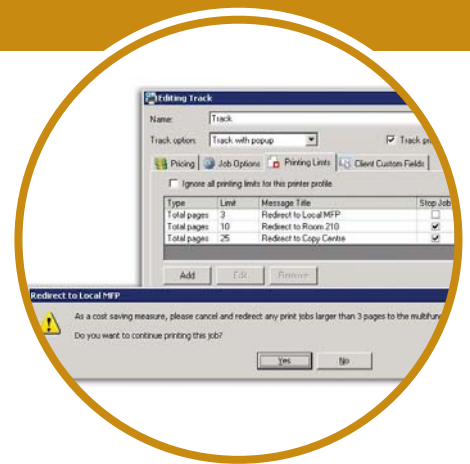 Editing Track
Name: Track
Track option: Track with popup Track pr
Pricing Job Options Printing Limits Client Custom Fields
Ignore all printing limits for this printer profile
Type Limit Message Title Stop Job
Total pages 3 Redirect to Local MFP
Total pages 10 Redirect to Room 210
Total pages 25 Redirect to Copy Centre
Add Edit Remove
Redirect to Local MFP
As a cost saving measure, please cancel and redirect any print jobs larger than 3 pages to the multifun
Do you want to continue printing this job?
Yes No